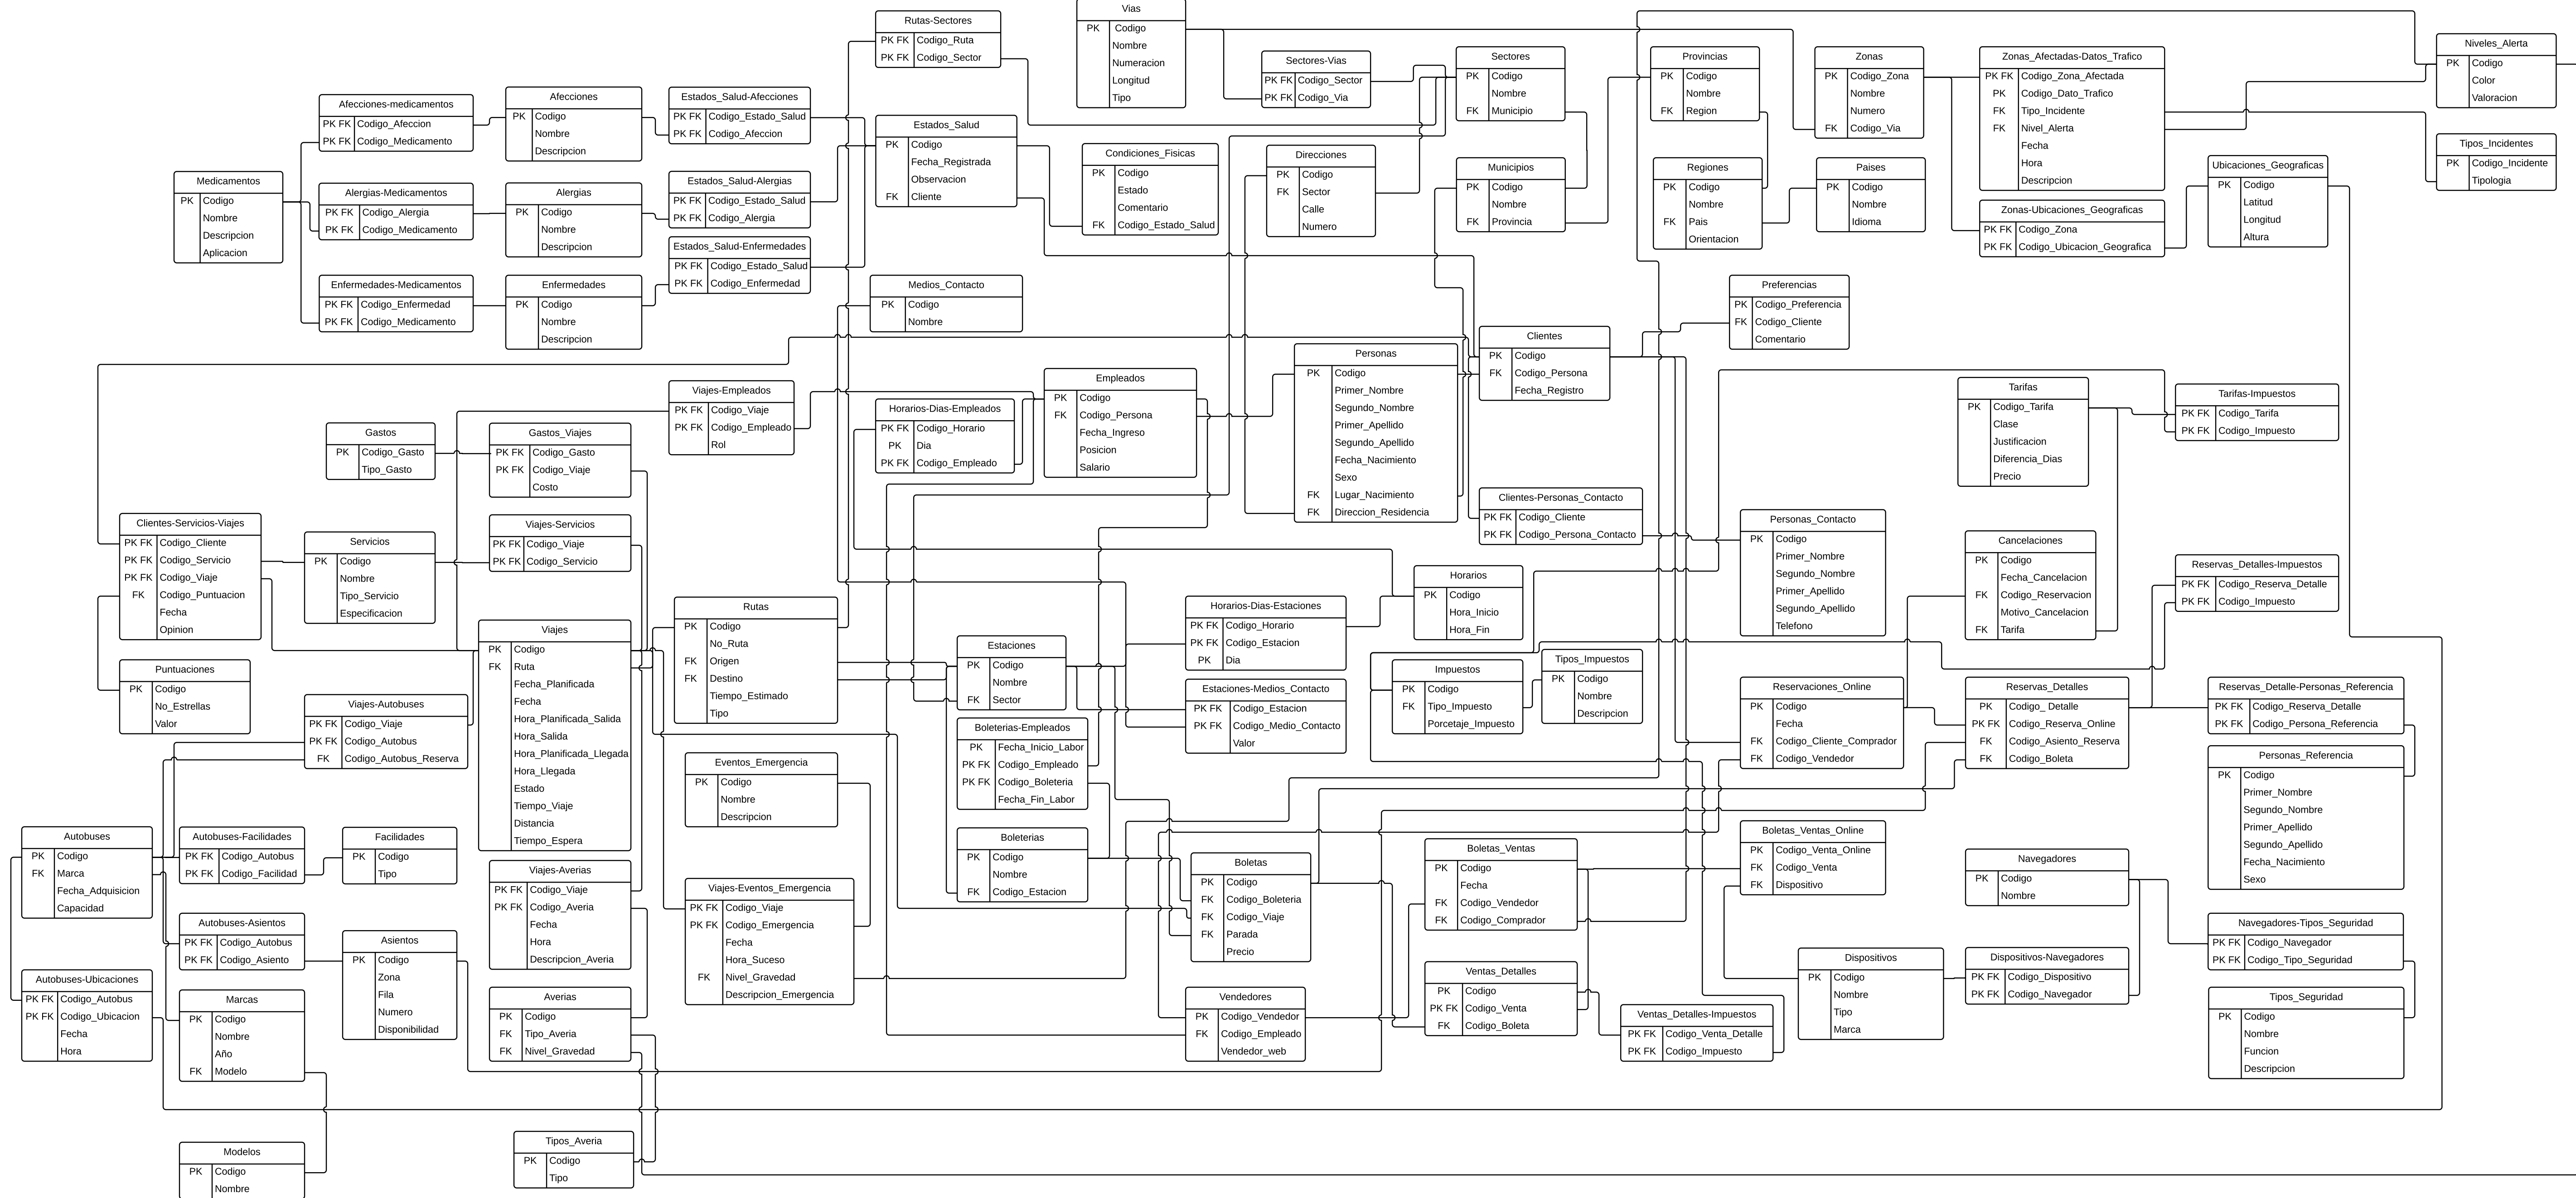 Vias
PK Codigo
Nombre
Numeracion
Longitud
Tipo
Rutas-Sectores
PK FK Codigo_Ruta
PK FK Codigo_Sector
Sectores-Vias
PK FK Codigo_Sector
PK FK Codigo_Via
Sectores
PK Codigo
Nombre
FK Municipio
Provincias
PK Codigo
Nombre
FK Region
Zonas
PK Codigo_Zona
Nombre
Numero
FK Codigo_Via
Zonas_Afectadas-Datos_Trafico
PK FK Codigo_Zona_Afectada
PK Codigo_Dato_Trafico
FK Tipo_Incidente
FK Nivel_Alerta
Fecha
Hora
Descripcion
Niveles_Alerta
PK Codigo
Color
Valoracion
Tipos_Incidentes
PK Codigo_Incidente
Tipologia
Afecciones-medicamentos
PK FK Codigo_Afeccion
PK FK Codigo_Medicamento
Afecciones
PK Codigo
Nombre
Descripcion
Estados_Salud-Afecciones
PK FK Codigo_Estado_Salud
PK FK Codigo_Afeccion
Estados_Salud
PK Codigo
Fecha_Registrada
Observacion
FK Cliente
Condiciones_Fisicas
PK Codigo
Estado
Comentario
FK Codigo_Estado_Salud
Direcciones
PK Codigo
FK Sector
Calle
Numero
Municipios
PK Codigo
Nombre
FK Provincia
Regiones
PK Codigo
Nombre
FK Pais
Orientacion
Paises
PK Codigo
Nombre
Idioma
Ubicaciones_Geograficas
PK Codigo
Latitud
Longitud
Altura
Zonas-Ubicaciones_Geograficas
PK FK Codigo_Zona
PK FK Codigo_Ubicacion_Geografica
Medicamentos
PK Codigo
Nombre
Descripcion
Aplicacion
Alergias-Medicamentos
PK FK Codigo_Alergia
PK FK Codigo_Medicamento
Alergias
PK Codigo
Nombre
Descripcion
Estados_Salud-Alergias
PK FK Codigo_Estado_Salud
PK FK Codigo_Alergia
Estados_Salud-Enfermedades
PK FK Codigo_Estado_Salud
PK FK Codigo_Enfermedad
Enfermedades-Medicamentos
PK FK Codigo_Enfermedad
PK FK Codigo_Medicamento
Enfermedades
PK Codigo
Nombre
Descripcion
Medios_Contacto
PK Codigo
Nombre
Preferencias
PK Codigo_Preferencia
FK Codigo_Cliente
Comentario
Clientes
PK Codigo
FK Codigo_Persona
Fecha_Registro
Personas
PK Codigo
Primer_Nombre
Segundo_Nombre
Primer_Apellido
Segundo_Apellido
Fecha_Nacimiento
Sexo
FK Lugar_Nacimiento
FK Direccion_Residencia
Empleados
PK Codigo
FK Codigo_Persona
Fecha_Ingreso
Posicion
Salario
Viajes-Empleados
PK FK Codigo_Viaje
PK FK Codigo_Empleado
Rol
Horarios-Dias-Empleados
PK FK Codigo_Horario
PK Dia
PK FK Codigo_Empleado
Tarifas
PK Codigo_Tarifa
Clase
Justificacion
Diferencia_Dias
Precio
Tarifas-Impuestos
PK FK Codigo_Tarifa
PK FK Codigo_Impuesto
Gastos
PK Codigo_Gasto
Tipo_Gasto
Gastos_Viajes
PK FK Codigo_Gasto
PK FK Codigo_Viaje
Costo
Clientes-Personas_Contacto
PK FK Codigo_Cliente
PK FK Codigo_Persona_Contacto
Personas_Contacto
PK Codigo
Primer_Nombre
Segundo_Nombre
Primer_Apellido
Segundo_Apellido
Telefono
Cancelaciones
PK Codigo
Fecha_Cancelacion
FK Codigo_Reservacion
Motivo_Cancelacion
FK Tarifa
Reservas_Detalles-Impuestos
PK FK Codigo_Reserva_Detalle
PK FK Codigo_Impuesto
Clientes-Servicios-Viajes
PK FK Codigo_Cliente
PK FK Codigo_Servicio
PK FK Codigo_Viaje
FK Codigo_Puntuacion
Fecha
Opinion
Servicios
PK Codigo
Nombre
Tipo_Servicio
Especificacion
Viajes-Servicios
PK FK Codigo_Viaje
PK FK Codigo_Servicio
Horarios
PK Codigo
Hora_Inicio
Hora_Fin
Rutas
PK Codigo
No_Ruta
FK Origen
FK Destino
Tiempo_Estimado
Tipo
Horarios-Dias-Estaciones
PK FK Codigo_Horario
PK FK Codigo_Estacion
PK Dia
Viajes
PK Codigo
FK Ruta
Fecha_Planificada
Fecha
Hora_Planificada_Salida
Hora_Salida
Hora_Planificada_Llegada
Hora_Llegada
Estado
Tiempo_Viaje
Distancia
Tiempo_Espera
Estaciones
PK Codigo
Nombre
FK Sector
Puntuaciones
PK Codigo
No_Estrellas
Valor
Viajes-Autobuses
PK FK Codigo_Viaje
PK FK Codigo_Autobus
FK Codigo_Autobus_Reserva
Estaciones-Medios_Contacto
PK FK Codigo_Estacion
PK FK Codigo_Medio_Contacto
Valor
Impuestos
PK Codigo
FK Tipo_Impuesto
Porcetaje_Impuesto
Tipos_Impuestos
PK Codigo
Nombre
Descripcion
Reservaciones_Online
PK Codigo
Fecha
FK Codigo_Cliente_Comprador
FK Codigo_Vendedor
Reservas_Detalles
PK Codigo_ Detalle
PK FK Codigo_Reserva_Online
FK Codigo_Asiento_Reserva
FK Codigo_Boleta
Reservas_Detalle-Personas_Referencia
PK FK Codigo_Reserva_Detalle
PK FK Codigo_Persona_Referencia
Personas_Referencia
PK Codigo
Primer_Nombre
Segundo_Nombre
Primer_Apellido
Segundo_Apellido
Fecha_Nacimiento
Sexo
Boleterias-Empleados
PK Fecha_Inicio_Labor
PK FK Codigo_Empleado
PK FK Codigo_Boleteria
Fecha_Fin_Labor
Eventos_Emergencia
PK Codigo
Nombre
Descripcion
Autobuses
PK Codigo
FK Marca
Fecha_Adquisicion
Capacidad
Autobuses-Facilidades
PK FK Codigo_Autobus
PK FK Codigo_Facilidad
Facilidades
PK Codigo
Tipo
Boleterias
PK Codigo
Nombre
FK Codigo_Estacion
Boletas
PK Codigo
FK Codigo_Boleteria
FK Codigo_Viaje
FK Parada
Precio
Boletas_Ventas
PK Codigo
Fecha
FK Codigo_Vendedor
FK Codigo_Comprador
Boletas_Ventas_Online
PK Codigo_Venta_Online
FK Codigo_Venta
FK Dispositivo
Navegadores
PK Codigo
Nombre
Viajes-Averias
PK FK Codigo_Viaje
PK FK Codigo_Averia
Fecha
Hora
Descripcion_Averia
Viajes-Eventos_Emergencia
PK FK Codigo_Viaje
PK FK Codigo_Emergencia
Fecha
Hora_Suceso
FK Nivel_Gravedad
Descripcion_Emergencia
Autobuses-Asientos
PK FK Codigo_Autobus
PK FK Codigo_Asiento
Asientos
PK Codigo
Zona
Fila
Numero
Disponibilidad
Navegadores-Tipos_Seguridad
PK FK Codigo_Navegador
PK FK Codigo_Tipo_Seguridad
Dispositivos
PK Codigo
Nombre
Tipo
Marca
Dispositivos-Navegadores
PK FK Codigo_Dispositivo
PK FK Codigo_Navegador
Autobuses-Ubicaciones
PK FK Codigo_Autobus
PK FK Codigo_Ubicacion
Fecha
Hora
Marcas
PK Codigo
Nombre
Año
FK Modelo
Averias
PK Codigo
FK Tipo_Averia
FK Nivel_Gravedad
Vendedores
PK Codigo_Vendedor
FK Codigo_Empleado
Vendedor_web
Ventas_Detalles
PK Codigo
PK FK Codigo_Venta
FK Codigo_Boleta
Ventas_Detalles-Impuestos
PK FK Codigo_Venta_Detalle
PK FK Codigo_Impuesto
Tipos_Seguridad
PK Codigo
Nombre
Funcion
Descripcion
Modelos
PK Codigo
Nombre
Tipos_Averia
PK Codigo
Tipo